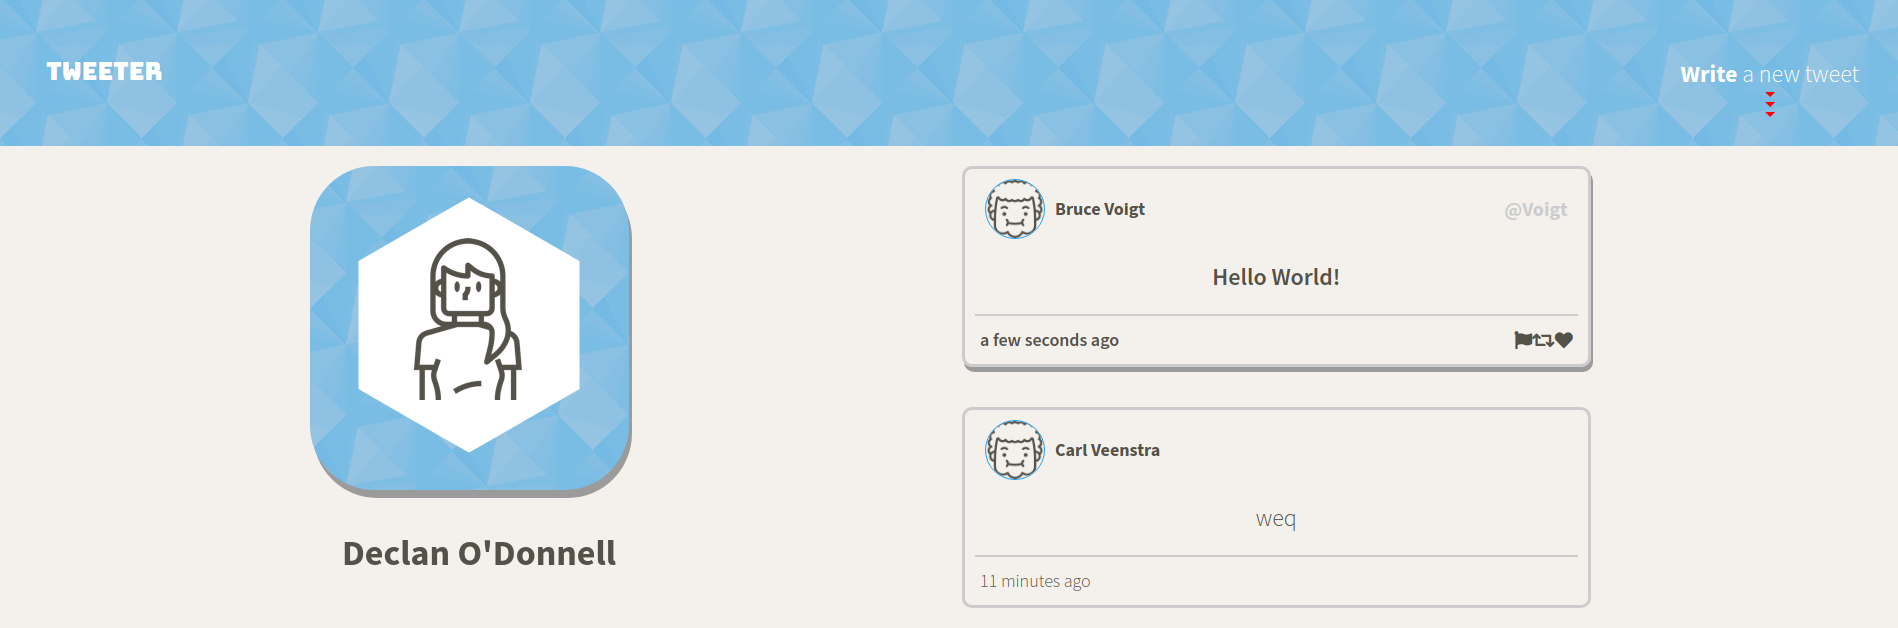 TWEETER
Write a new tweet
Declan O'Donnell
Bruce Voigt
@Voigt
Hello World!
a few seconds ago
Carl Veenstra
weq
11 minutes ago